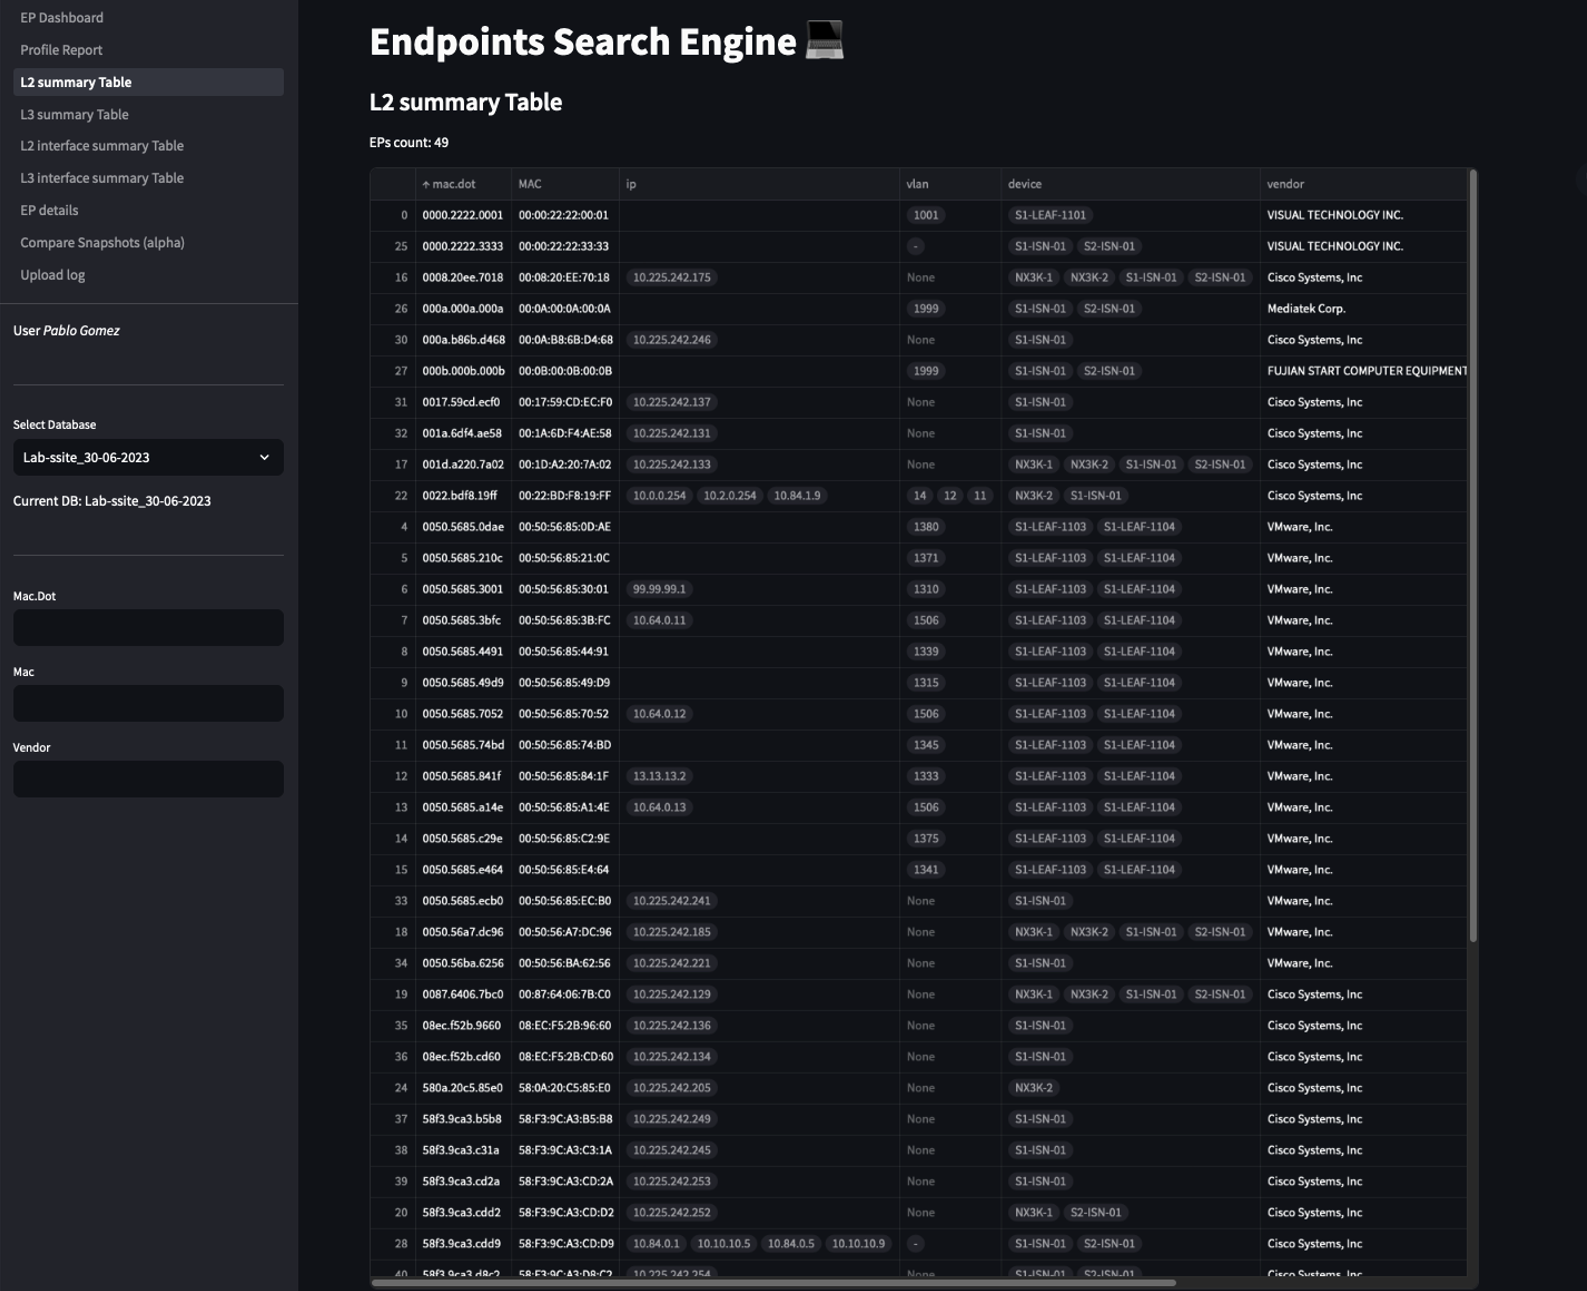 EP Dashboard
Profile Report
L2 summary Table
L3 summary Table
L2 interface summary Table
L3 interface summary Table
EP details
Compare Snapshots (alpha)
Upload log
User Pablo Gomez
Select Database
Lab-ssite_30-06-2023
Current DB: Lab-ssite_30-06-2023
Mac.Dot
Mac
Vendor
Endpoints Search Engine
L2 summary Table
EPs count: 49
↑ mac.dot MAC ip vlan device vendor
0 0000.2222.0001 00:00:22:22:00:01 1001 S1-LEAF-1101 VISUAL TECHNOLOGY INC.
25 0000.2222.3333 00:00:22:22:33:33 - S1-ISN-01 S2-ISN-01 VISUAL TECHNOLOGY INC.
16 0008.20ee.7018 00:08:20:EE:70:18 10.225.242.175 None NX3K-1 NX3K-2 S1-ISN-01 S2-ISN-01 Cisco Systems, Inc
26 000a.000a.000a 00:0A:00:0A:00:0A 1999 S1-ISN-01 S2-ISN-01 Mediatek Corp.
30 000a.b86b.d468 00:0A:B8:6B:D4:68 10.225.242.246 None S1-ISN-01 Cisco Systems, Inc
27 000b.000b.000b 00:0B:00:0B:00:0B 1999 S1-ISN-01 S2-ISN-01 FUJIAN START COMPUTER EQUIPMENT
31 0017.59cd.ecf0 00:17:59:CD:EC:F0 10.225.242.137 None S1-ISN-01 Cisco Systems, Inc
32 001a.6df4.ae58 00:1A:6D:F4:AE:58 10.225.242.131 None S1-ISN-01 Cisco Systems, Inc
17 001d.a220.7a02 00:1D:A2:20:7A:02 10.225.242.133 None NX3K-1 NX3K-2 S1-ISN-01 S2-ISN-01 Cisco Systems, Inc
22 0022.bdf8.19ff 00:22:BD:F8:19:FF 10.0.0.254 10.2.0.254 10.84.1.9 14 12 11 NX3K-2 S1-ISN-01 Cisco Systems, Inc
4 0050.5685.0dae 00:50:56:85:0D:AE 1380 S1-LEAF-1103 S1-LEAF-1104 VMware, Inc.
5 0050.5685.210c 00:50:56:85:21:0C 1371 S1-LEAF-1103 S1-LEAF-1104 VMware, Inc.
6 0050.5685.3001 00:50:56:85:30:01 99.99.99.1 1310 S1-LEAF-1103 S1-LEAF-1104 VMware, Inc.
7 0050.5685.3bfc 00:50:56:85:3B:FC 10.64.0.11 1506 S1-LEAF-1103 S1-LEAF-1104 VMware, Inc.
8 0050.5685.4491 00:50:56:85:44:91 1339 S1-LEAF-1103 S1-LEAF-1104 VMware, Inc.
9 0050.5685.49d9 00:50:56:85:49:D9 1315 S1-LEAF-1103 S1-LEAF-1104 VMware, Inc.
10 0050.5685.7052 00:50:56:85:70:52 10.64.0.12 1506 S1-LEAF-1103 S1-LEAF-1104 VMware, Inc.
11 0050.5685.74bd 00:50:56:85:74:BD 1345 S1-LEAF-1103 S1-LEAF-1104 VMware, Inc.
12 0050.5685.841f 00:50:56:85:84:1F 13.13.13.2 1333 S1-LEAF-1103 S1-LEAF-1104 VMware, Inc.
13 0050.5685.a14e 00:50:56:85:A1:4E 10.64.0.13 1506 S1-LEAF-1103 S1-LEAF-1104 VMware, Inc.
14 0050.5685.c29e 00:50:56:85:C2:9E 1375 S1-LEAF-1103 S1-LEAF-1104 VMware, Inc.
15 0050.5685.e464 00:50:56:85:E4:64 1341 S1-LEAF-1103 S1-LEAF-1104 VMware, Inc.
33 0050.5685.ecb0 00:50:56:85:EC:B0 10.225.242.241 None S1-ISN-01 VMware, Inc.
18 0050.56a7.dc96 00:50:56:A7:DC:96 10.225.242.185 None NX3K-1 NX3K-2 S1-ISN-01 S2-ISN-01 VMware, Inc.
34 0050.56ba.6256 00:50:56:BA:62:56 10.225.242.221 None S1-ISN-01 VMware, Inc.
19 0087.6406.7bc0 00:87:64:06:7B:C0 10.225.242.129 None NX3K-1 NX3K-2 S1-ISN-01 S2-ISN-01 Cisco Systems, Inc
35 08ec.f52b.9660 08:EC:F5:2B:96:60 10.225.242.136 None S1-ISN-01 Cisco Systems, Inc
36 08ec.f52b.cd60 08:EC:F5:2B:CD:60 10.225.242.134 None S1-ISN-01 Cisco Systems, Inc
24 580a.20c5.85e0 58:0A:20:C5:85:E0 10.225.242.205 None NX3K-2 Cisco Systems, Inc
37 58f3.9ca3.b5b8 58:F3:9C:A3:B5:B8 10.225.242.249 None S1-ISN-01 Cisco Systems, Inc
38 58f3.9ca3.c31a 58:F3:9C:A3:C3:1A 10.225.242.245 None S1-ISN-01 Cisco Systems, Inc
39 58f3.9ca3.cd2a 58:F3:9C:A3:CD:2A 10.225.242.253 None S1-ISN-01 Cisco Systems, Inc
20 58f3.9ca3.cdd2 58:F3:9C:A3:CD:D2 10.225.242.252 None NX3K-1 S2-ISN-01 Cisco Systems, Inc
28 58f3.9ca3.cdd9 58:F3:9C:A3:CD:D9 10.84.0.1 10.10.10.5 10.84.0.5 10.10.10.9 - S1-ISN-01 S2-ISN-01 Cisco Systems, Inc
40 58f3.9ca3.d8c2 58:F3:9C:A3:D8:C2 10.225.242.254 None S1-ISN-01 S2-ISN-01 Cisco Systems, Inc